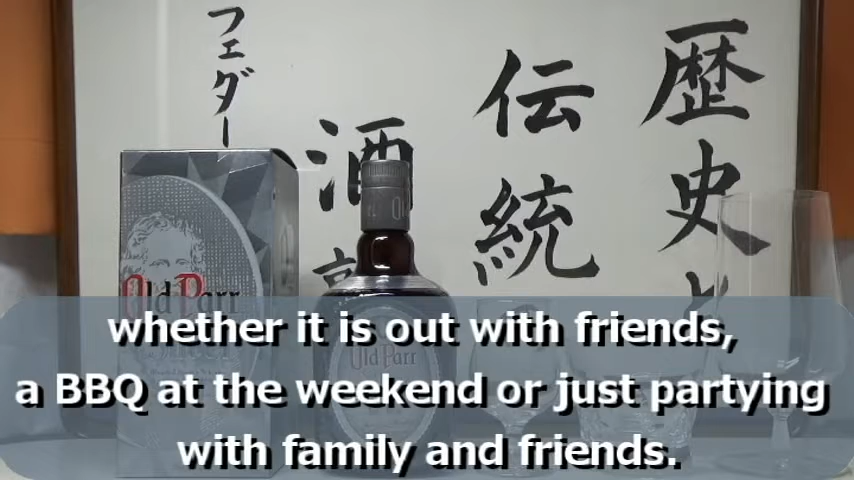 歴史と
伝統
酒
フェダー
Old Parr
Old Parr
whether it is out with friends,
a BBQ at the weekend or just partying
with family and friends.